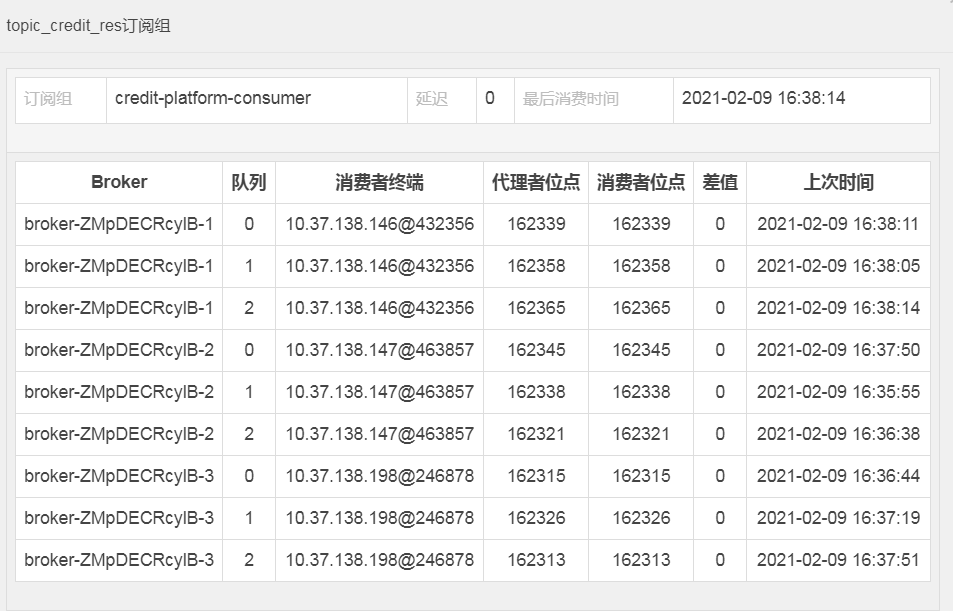 topic_credit_res订阅组
订阅组 credit-platform-consumer 延迟 0 最后消费时间 2021-02-09 16:38:14
Broker 队列 消费者终端 代理者位点 消费者位点 差值 上次时间
broker-ZMpDECRcyIB-1 0 10.37.138.146@432356 162339 162339 0 2021-02-09 16:38:11
broker-ZMpDECRcyIB-1 1 10.37.138.146@432356 162358 162358 0 2021-02-09 16:38:05
broker-ZMpDECRcyIB-1 2 10.37.138.146@432356 162365 162365 0 2021-02-09 16:38:14
broker-ZMpDECRcyIB-2 0 10.37.138.147@463857 162345 162345 0 2021-02-09 16:37:50
broker-ZMpDECRcyIB-2 1 10.37.138.147@463857 162338 162338 0 2021-02-09 16:35:55
broker-ZMpDECRcyIB-2 2 10.37.138.147@463857 162321 162321 0 2021-02-09 16:36:38
broker-ZMpDECRcyIB-3 0 10.37.138.198@246878 162315 162315 0 2021-02-09 16:36:44
broker-ZMpDECRcyIB-3 1 10.37.138.198@246878 162326 162326 0 2021-02-09 16:37:19
broker-ZMpDECRcyIB-3 2 10.37.138.198@246878 162313 162313 0 2021-02-09 16:37:51